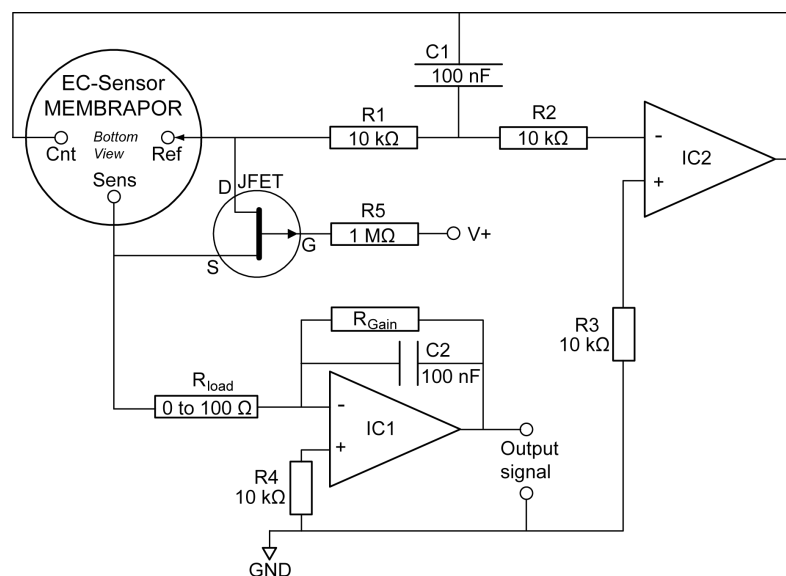 EC-Sensor
MEMBRAPOR
Bottom
View
Cnt
Ref
Sens
C1
100 nF
R1
10 kΩ
R2
10 kΩ
-
+
IC2
D
JFET
S
G
R5
1 MΩ
V+
R3
10 kΩ
RGain
C2
100 nF
Rload
0 to 100 Ω
-
+
IC1
R4
10 kΩ
Output
signal
GND